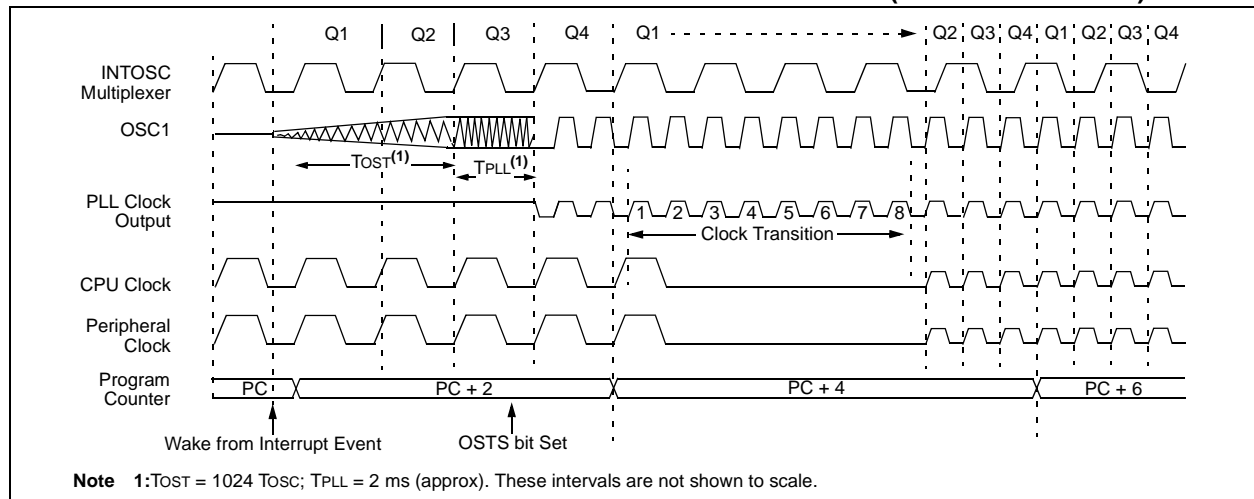 Q1 Q2 Q3 Q4 Q1 Q2 Q3 Q4 Q1 Q2 Q3 Q4
INTOSC
Multiplexer
OSC1
TOST(1)
TPLL(1)
PLL Clock
Output
1 2 3 4 5 6 7 8
Clock Transition
CPU Clock
Peripheral
Clock
Program
Counter
PC PC + 2 PC + 4 PC + 6
Wake from Interrupt Event
OSTS bit Set
Note 1:TOST = 1024 TOSC; TPLL = 2 ms (approx). These intervals are not shown to scale.